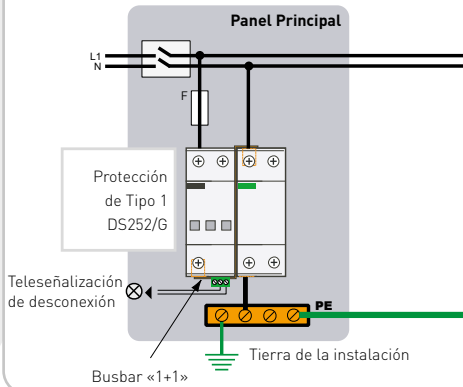 Panel Principal
L1
N
F
Protección
de Tipo 1
DS252/G
Teleseñalización
de desconexión
PE
Tierra de la instalación
Busbar «1+1»